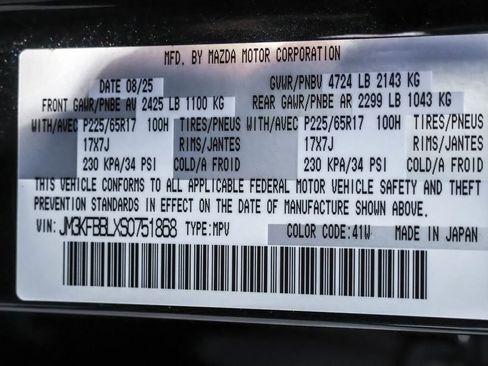 MFD. BY MAZDA MOTOR CORPORATION
DATE 08/25 GVWR/PNBV 4724 LB 2143 KG
FRONT GAWR/PNBE AV 2425 LB 1100 KG REAR GAWR/PNBE AR 2299 LB 1043 KG
WITH/AVEC P225/65R17 100H TIRES/PNEUS WITH/AVEC P225/65R17 100H TIRES/PNEUS
17X7J RIMS/JANTES 17X7J RIMS/JANTES
230 KPA/34 PSI COLD/A FROID 230 KPA/34 PSI COLD/A FROID
THIS VEHICLE CONFORMS TO ALL APPLICABLE FEDERAL MOTOR VEHICLE SAFETY AND THEFT
PREVENTION STANDARDS IN EFFECT ON THE DATE OF MANUFACTURE SHOWN ABOVE.
VIN: JM3KFBBLXS0751868 TYPE:MPV COLOR CODE:41W MADE IN JAPAN